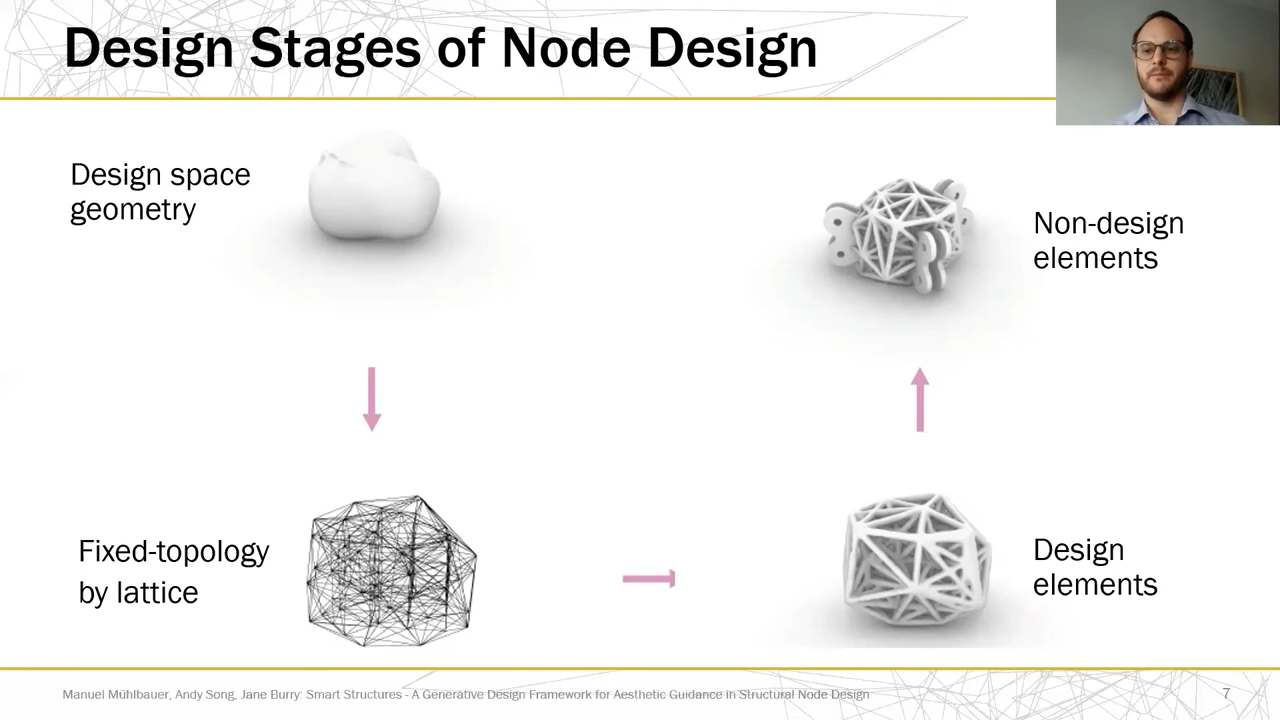 Design Stages of Node Design
Design space
geometry
Non-design
elements
Fixed-topology
by lattice
Design
elements
Manuel Mühlbauer, Andy Song, Jane Burry: Smart Structures - A Generative Design Framework for Aesthetic Guidance in Structural Node Design
7